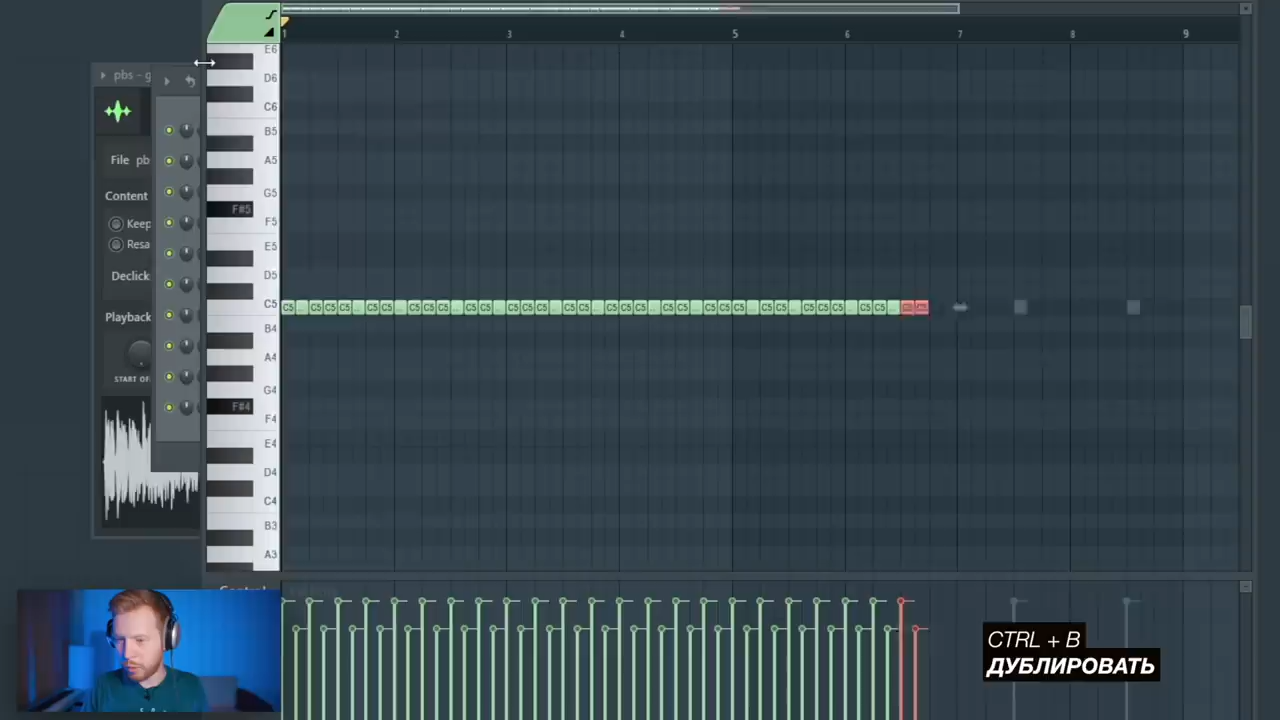 1 2 3 4 5 6 7 8 9
E6
D6
C6
B5
A5
G5
F#5
F5
E5
D5
C5
B4
A4
G4
F#4
F4
E4
D4
C4
B3
A3
pbs – g
File pb
Content
Keep
Resa
Declick
Playback
START OF
CTRL + B
ДУБЛИРОВАТЬ